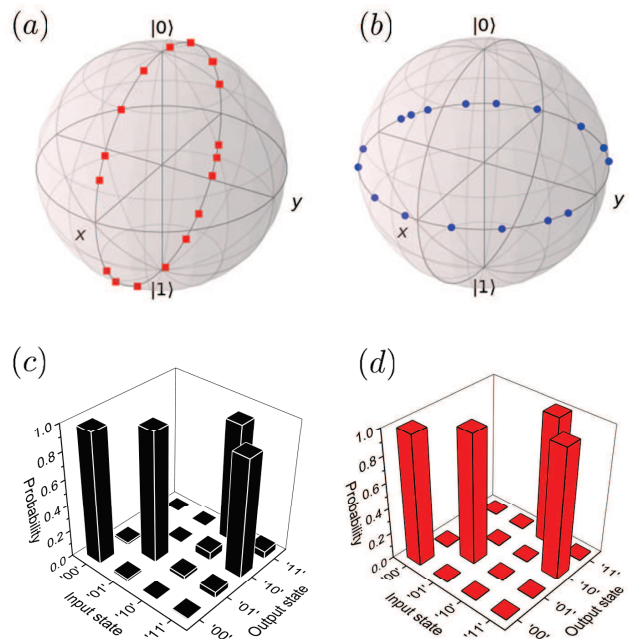 (a)
|0⟩
x
y
|1⟩
(b)
|0⟩
x
y
|1⟩
(c)
1.0
0.8
0.6
0.4
0.2
0.0
Probability
'00'
'01'
'10'
'11'
Input state
'00'
'01'
'10'
'11'
Output state
(d)
1.0
0.8
0.6
0.4
0.2
0.0
Probability
'00'
'01'
'10'
'11'
Input state
'00'
'01'
'10'
'11'
Output state